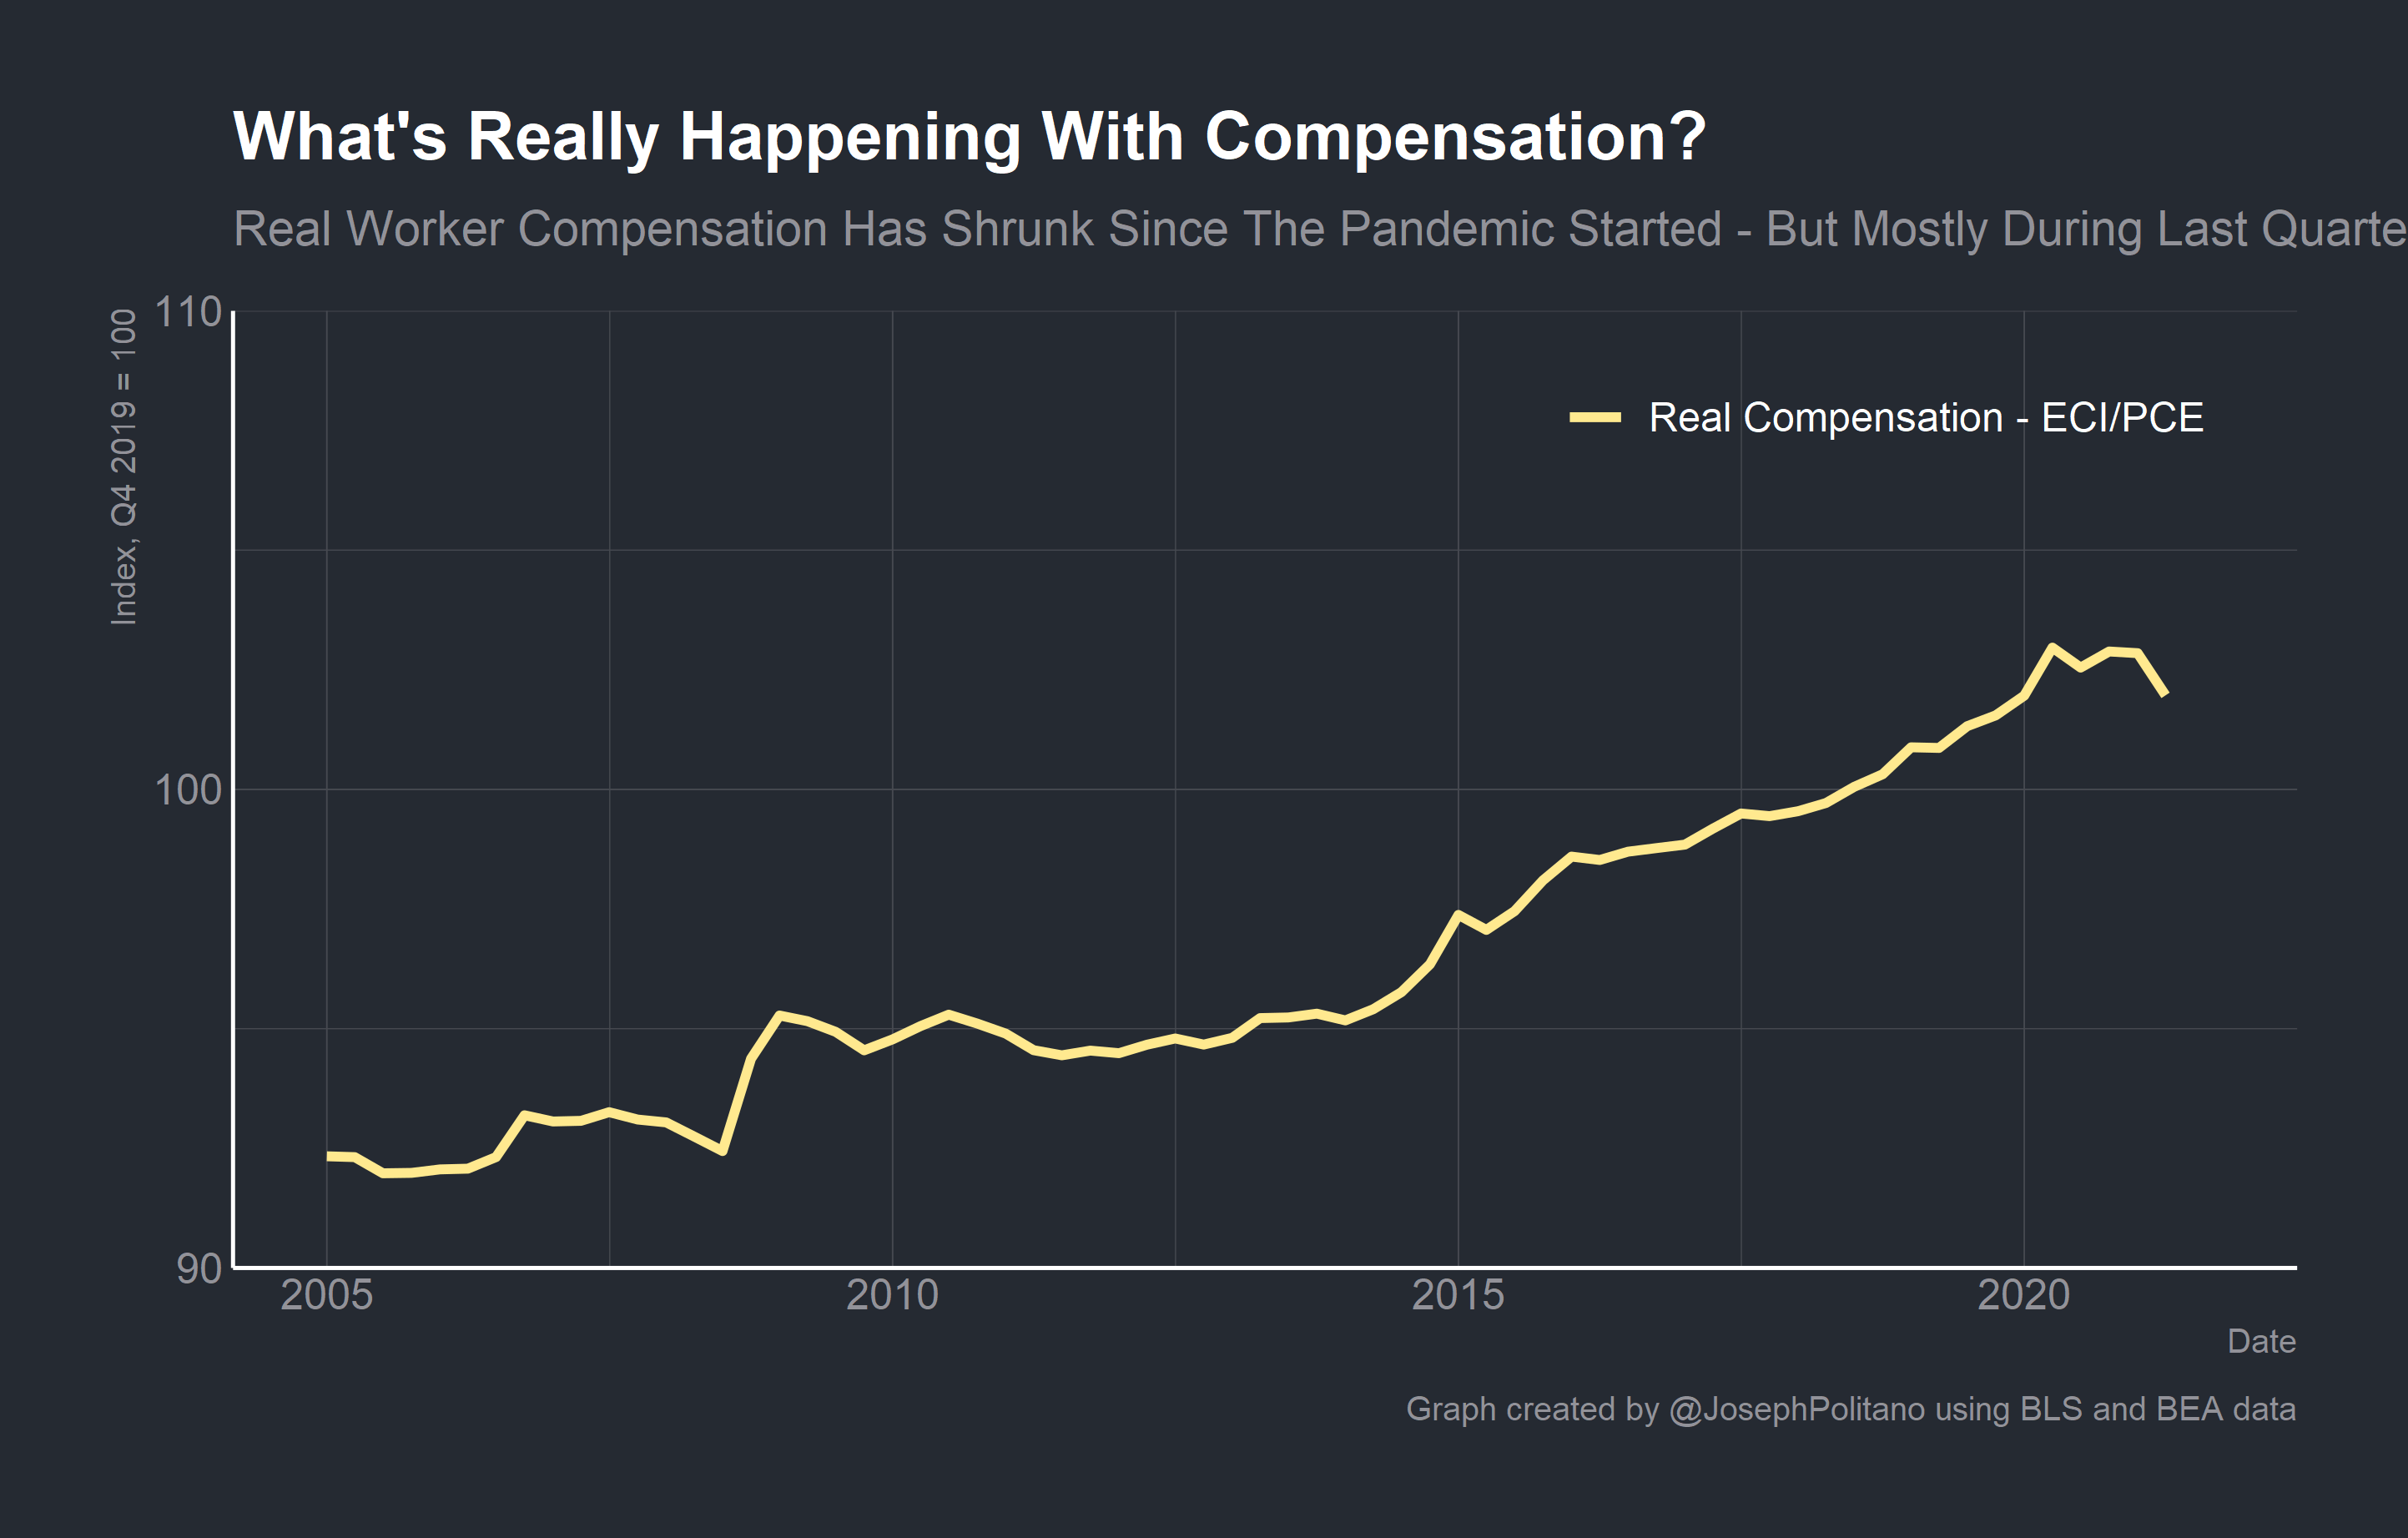 What's Really Happening With Compensation?
Real Worker Compensation Has Shrunk Since The Pandemic Started - But Mostly During Last Quarte
Index, Q4 2019 = 100
110
100
90
Real Compensation - ECI/PCE
2005 2010 2015 2020
Date
Graph created by @JosephPolitano using BLS and BEA data